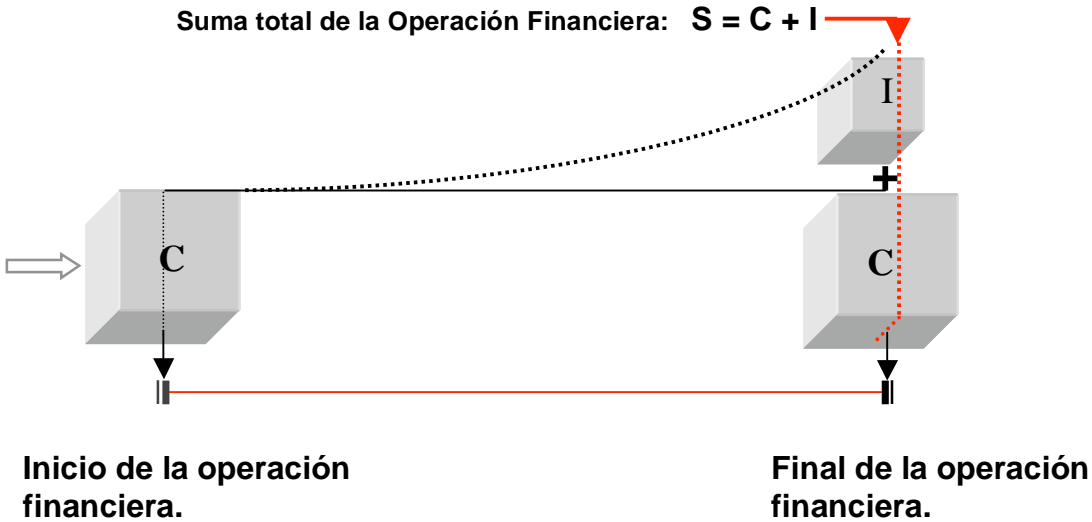 Suma total de la Operación Financiera: S = C + I
I
+
C
C
Inicio de la operación
financiera.
Final de la operación
financiera.